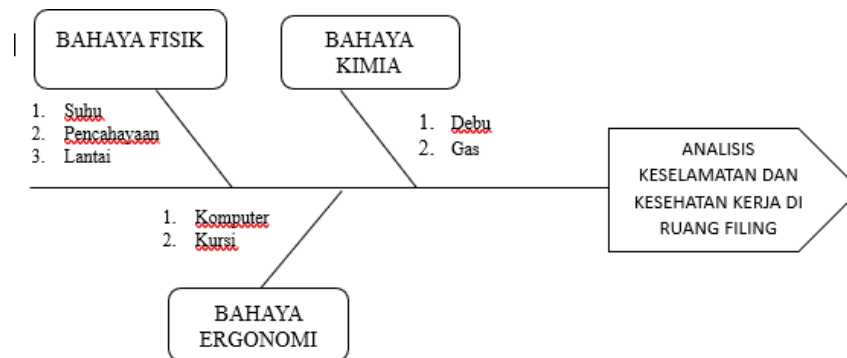 BAHAYA FISIK
BAHAYA
KIMIA
1. Suhu
2. Pencahayaan
3. Lantai
1. Debu
2. Gas
ANALISIS
KESELAMATAN DAN
KESEHATAN KERJA DI
RUANG FILING
1. Komputer
2. Kursi
BAHAYA
ERGONOMI